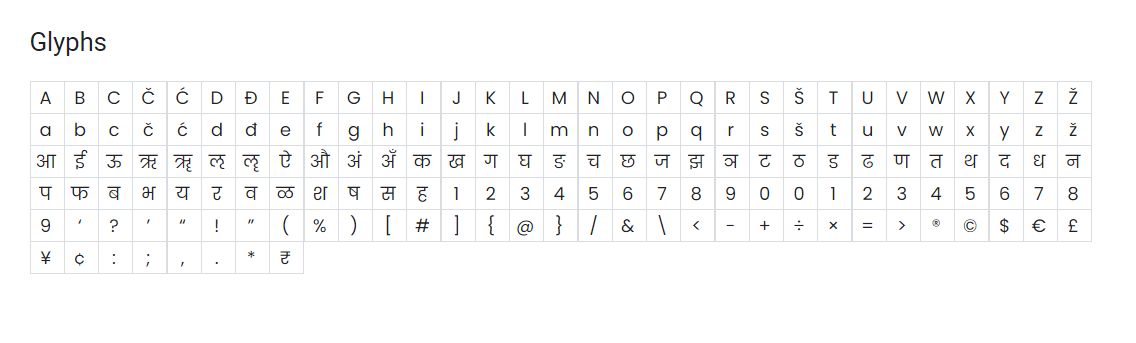 Glyphs
A B C Č Ć D Đ E F G H I J K L M N O P Q R S Š T U V W X Y Z Ž
a b c č ć d đ e f g h i j k l m n o p q r s š t u v w x y z ž
आ ई ऊ ऋ ॠ ऌ ॡ ऐ औ अं अँ क ख ग घ ङ च छ ज झ ञ ट ठ ड ढ ण त थ द ध न
प फ ब भ य र व ळ श ष स ह 1 2 3 4 5 6 7 8 9 0 0 1 2 3 4 5 6 7 8
9 ‘ ? ’ “ ! ” ( % ) [ # ] { @ } / & \ < - + ÷ × = > ® © $ € £
¥ ¢ : ; , . * ₹